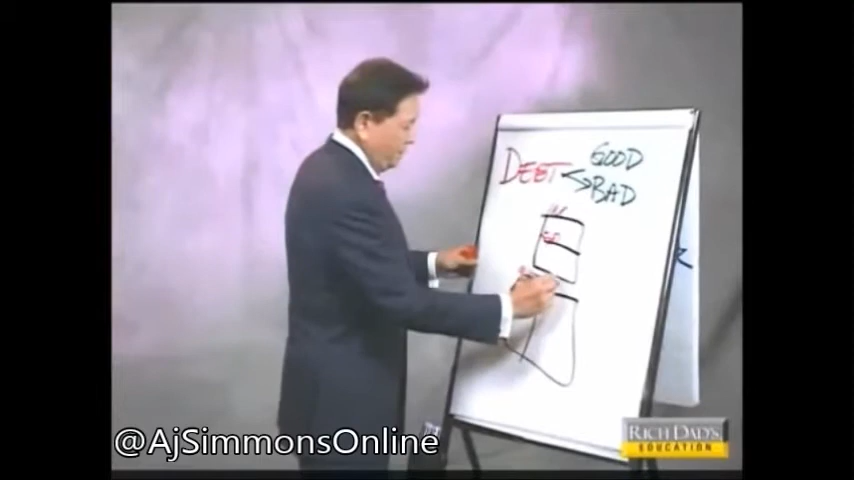 GOOD
DEBT
BAD
@AjSimmonsOnline
RICH DAD'S
EDUCATION